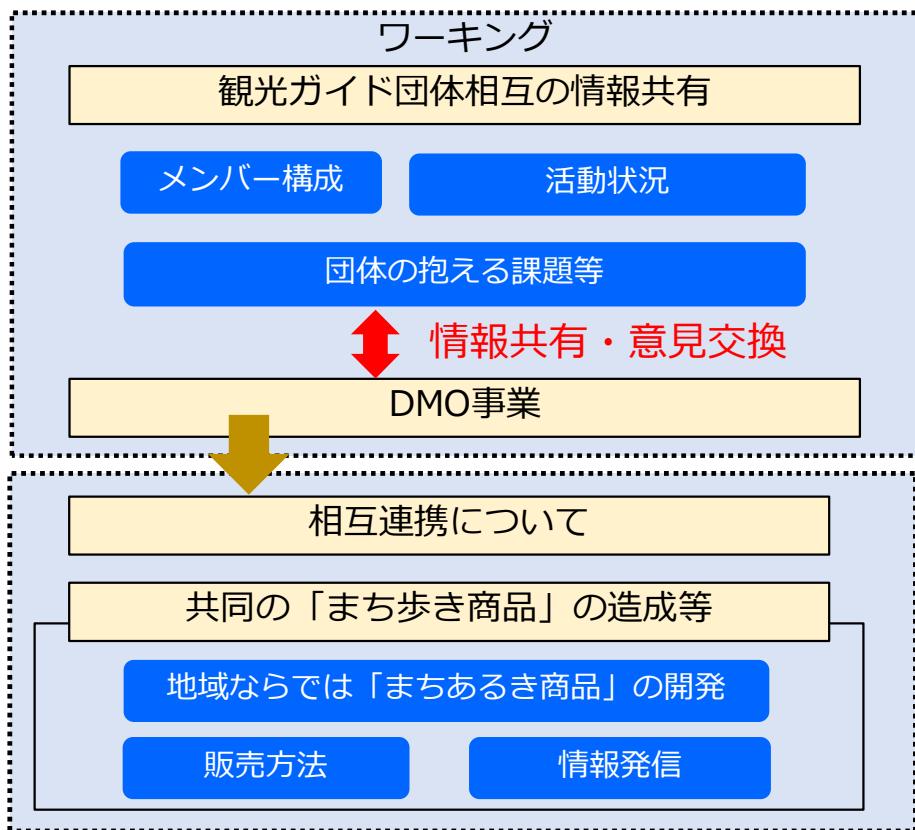 ワーキング
観光ガイド団体相互の情報共有
メンバー構成
活動状況
団体の抱える課題等
情報共有・意見交換
DMO事業
相互連携について
共同の「まち歩き商品」の造成等
地域ならでは「まちあるき商品」の開発
販売方法
情報発信